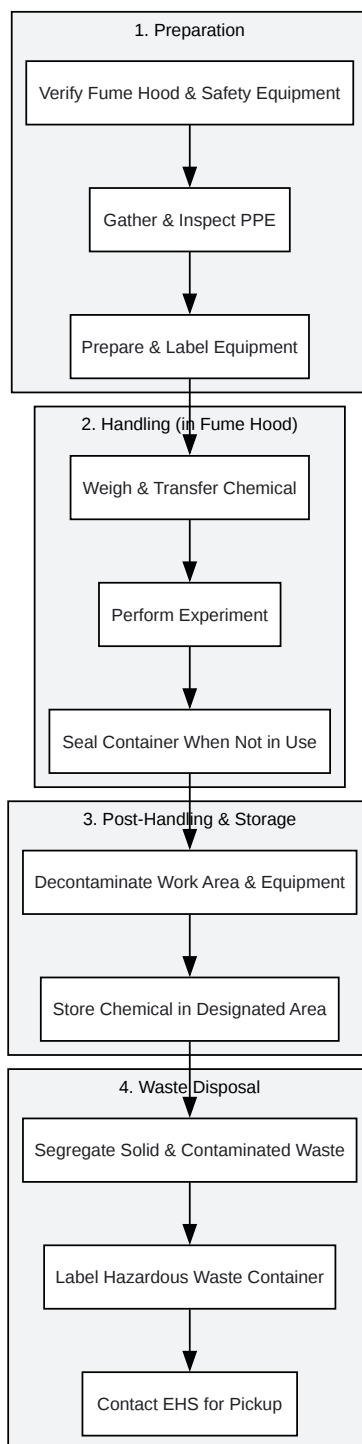 1. Preparation
Verify Fume Hood & Safety Equipment
Gather & Inspect PPE
Prepare & Label Equipment
2. Handling (in Fume Hood)
Weigh & Transfer Chemical
Perform Experiment
Seal Container When Not in Use
3. Post-Handling & Storage
Decontaminate Work Area & Equipment
Store Chemical in Designated Area
4. Waste Disposal
Segregate Solid & Contaminated Waste
Label Hazardous Waste Container
Contact EHS for Pickup